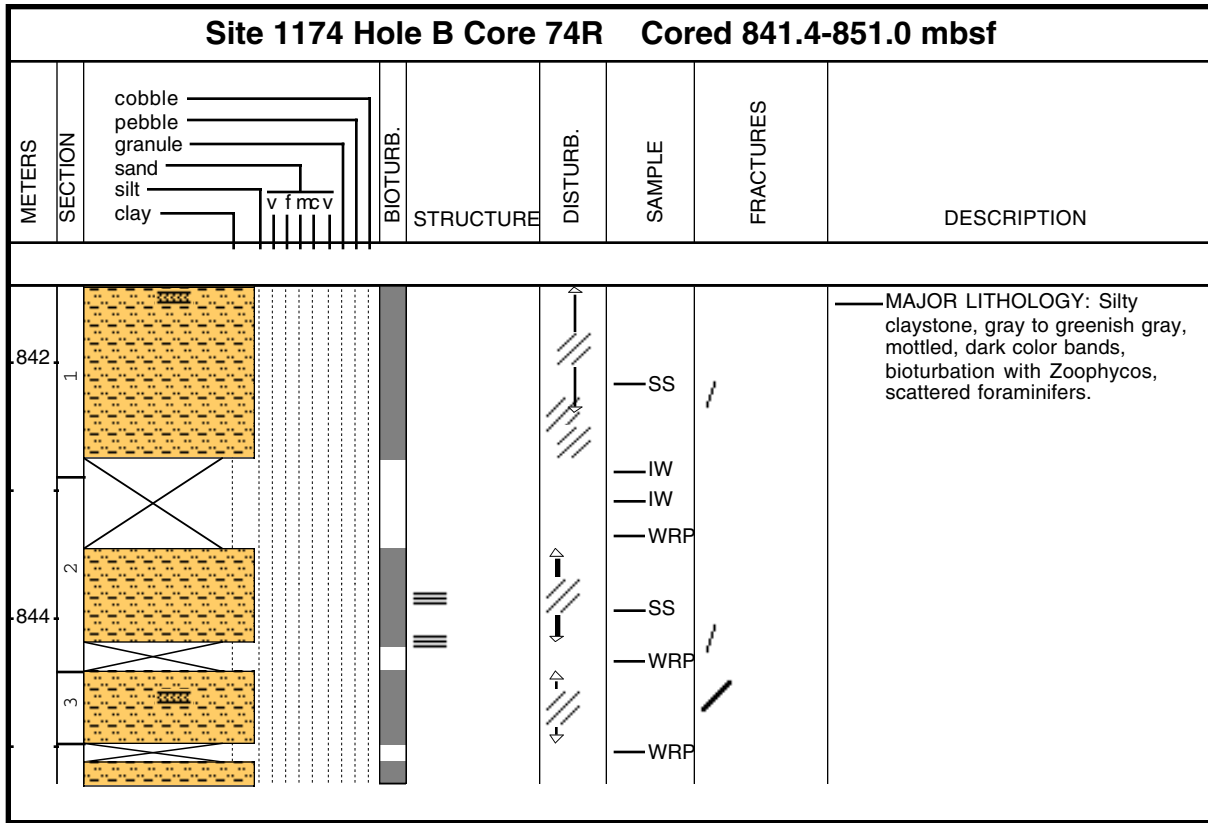 Site 1174 Hole B Core 74R Cored 841.4-851.0 mbsf
METERS
SECTION
cobble
pebble
granule
sand
silt
clay
v f m c v
BIOTURB.
STRUCTURE
DISTURB.
SAMPLE
FRACTURES
DESCRIPTION
842
844
1
2
3
SS
IW
IW
WRP
SS
WRP
WRP
MAJOR LITHOLOGY: Silty
claystone, gray to greenish gray,
mottled, dark color bands,
bioturbation with Zoophycos,
scattered foraminifers.